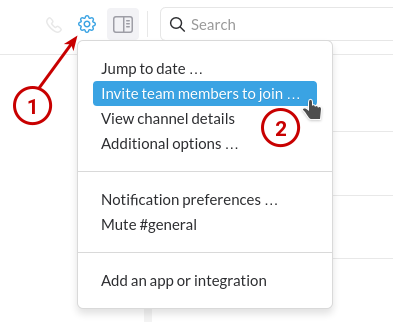 Search
Jump to date …
Invite team members to join …
1
View channel details
2
Additional options …
Notification preferences …
Mute #general
Add an app or integration